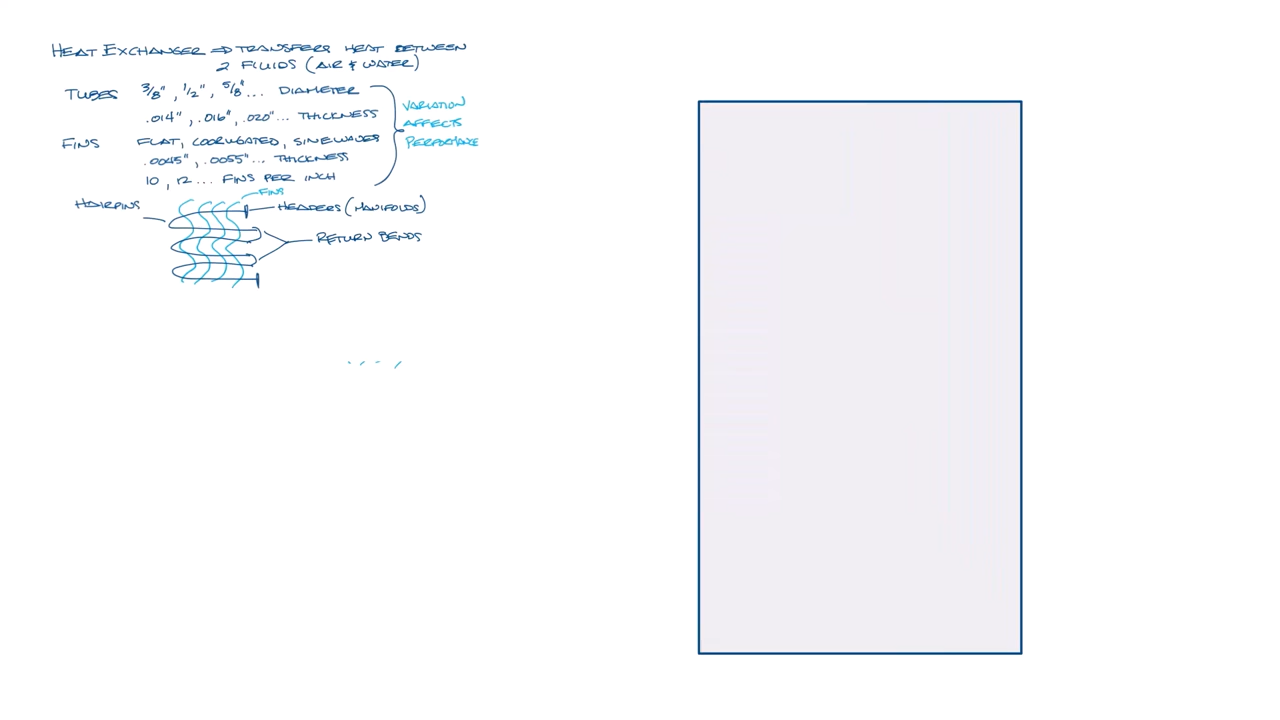 HEAT EXCHANGER ⇒ TRANSFERS HEAT BETWEEN
2 FLUIDS (AIR & WATER)
TUBES 3/8", 1/2", 5/8"... DIAMETER
.014", .016", .020"... THICKNESS
VARIATION
AFFECTS
PERFORMANCE
FINS FLAT, CORRUGATED, SINEWAVES
.0045", .0055"... THICKNESS
10, 12... FINS PER INCH
FINS
HAIRPINS
HEADERS (MANIFOLDS)
RETURN BENDS